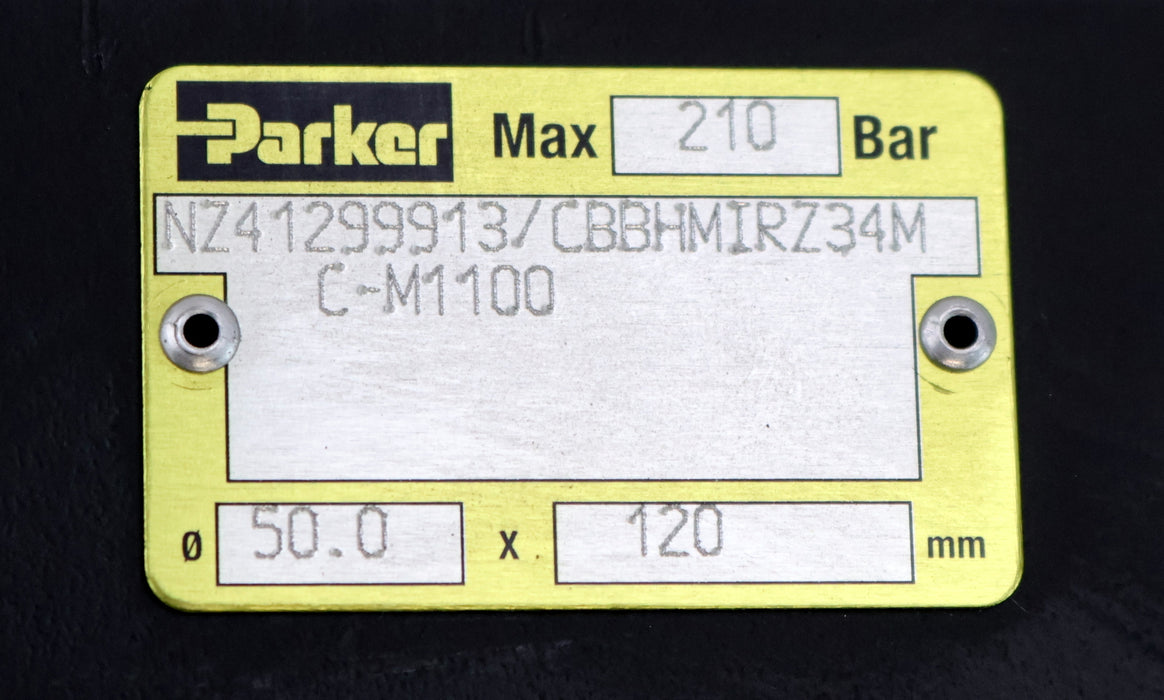 Parker Max 210 Bar
NZ41299913/CBBHMIRZ34M
C-M1100
ø 50.0 x 120 mm